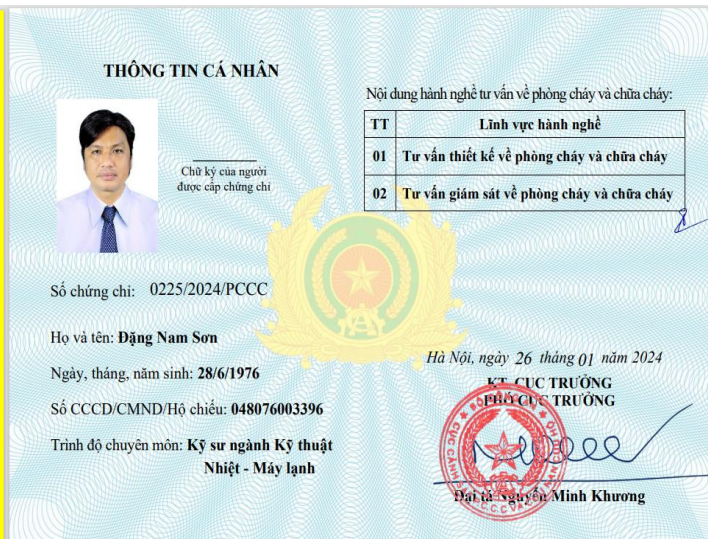 THÔNG TIN CÁ NHÂN
Chữ ký của người
được cấp chứng chỉ
Số chứng chỉ: 0225/2024/PCCC
Họ và tên: Đặng Nam Sơn
Ngày, tháng, năm sinh: 28/6/1976
Số CCCD/CMND/Hộ chiếu: 048076003396
Trình độ chuyên môn: Kỹ sư ngành Kỹ thuật
Nhiệt - Máy lạnh
Nội dung hành nghề tư vấn về phòng cháy và chữa cháy:
TT Lĩnh vực hành nghề
01 Tư vấn thiết kế về phòng cháy và chữa cháy
02 Tư vấn giám sát về phòng cháy và chữa cháy
Hà Nội, ngày 26 tháng 01 năm 2024
KT. CỤC TRƯỞNG
PHÓ CỤC TRƯỞNG
Đại tá Nguyễn Minh Khương